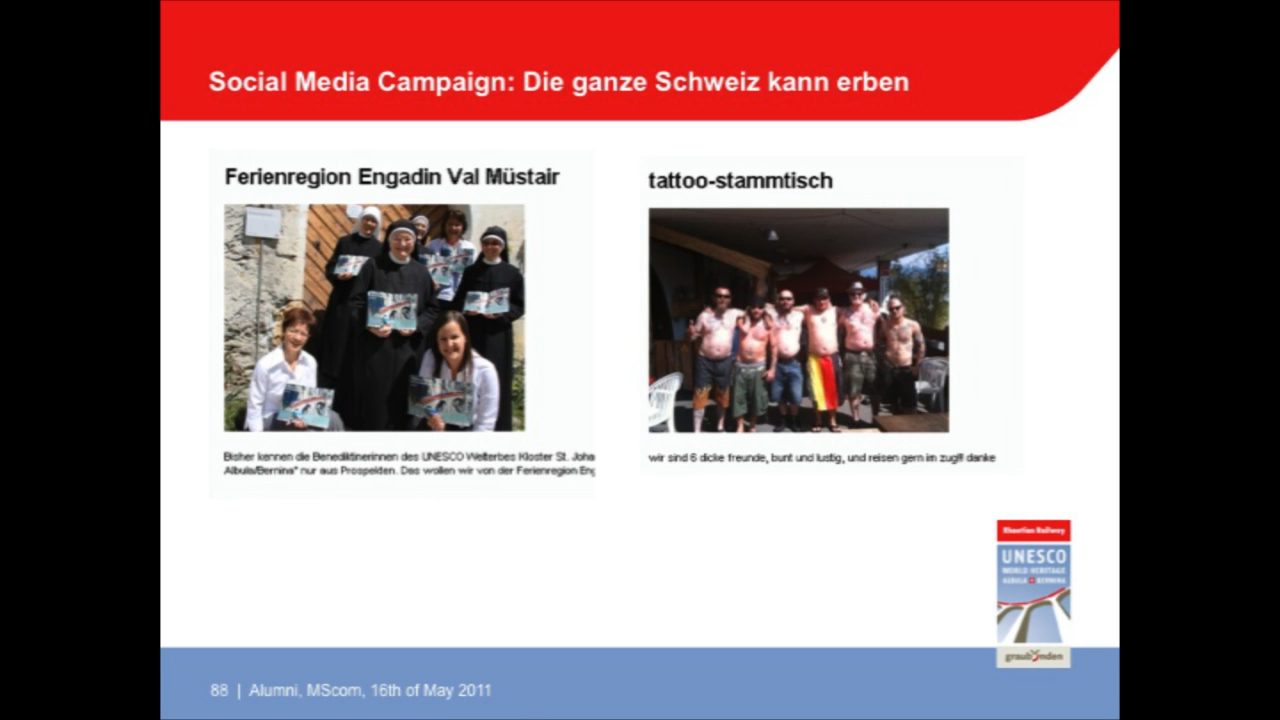 Social Media Campaign: Die ganze Schweiz kann erben
Ferienregion Engadin Val Müstair
Bisher kennen die Benediktinerinnen des UNESCO Welterbes Kloster St. Joha
Albula/Bernina" nur aus Prospekten. Das wollen wir von der Ferienregion Eng
tattoo-stammtisch
wir sind 6 dicke freunde, bunt und lustig, und reisen gern im zug!! danke
Rhaetian Railway
UNESCO
WORLD HERITAGE
ALBULA BERNINA
graubünden
88 | Alumni, MScom, 16th of May 2011